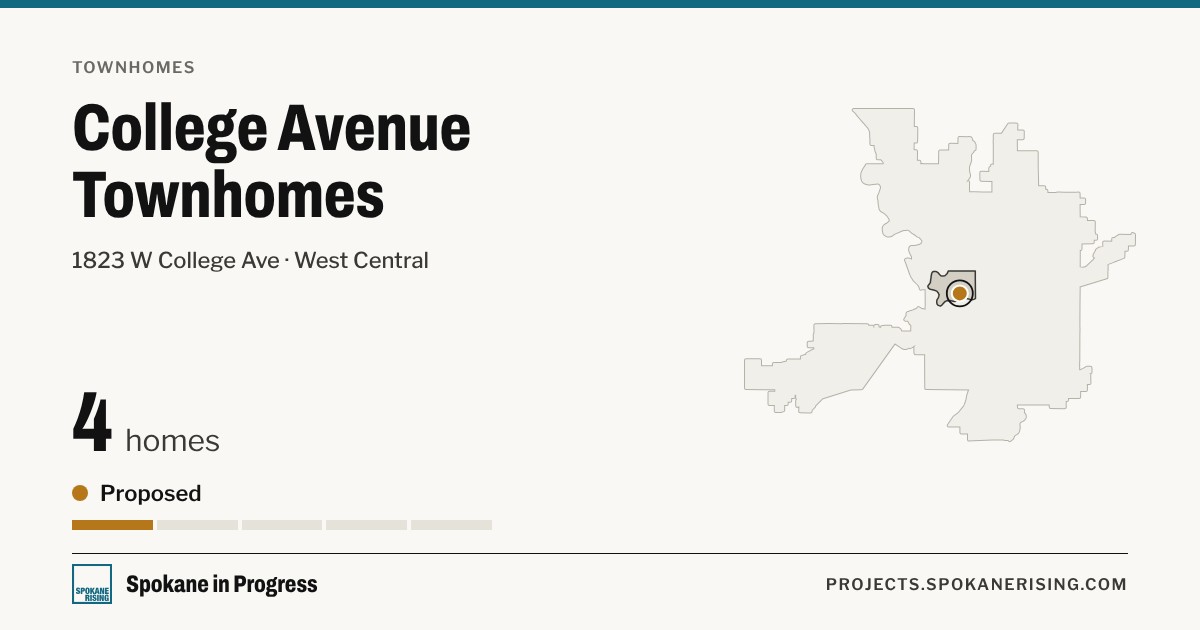 TOWNHOMES
College Avenue
Townhomes
1823 W College Ave · West Central
4 homes
Proposed
SPOKANE
RISING
Spokane in Progress
PROJECTS.SPOKANERISING.COM